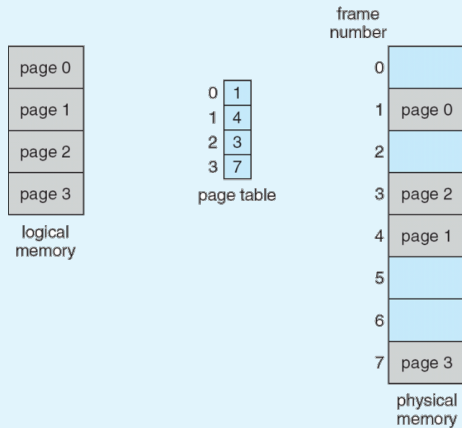 frame
number
page 0
page 1
page 2
page 3
logical
memory
0 1
1 4
2 3
3 7
page table
0
1 page 0
2
3 page 2
4 page 1
5
6
7 page 3
physical
memory